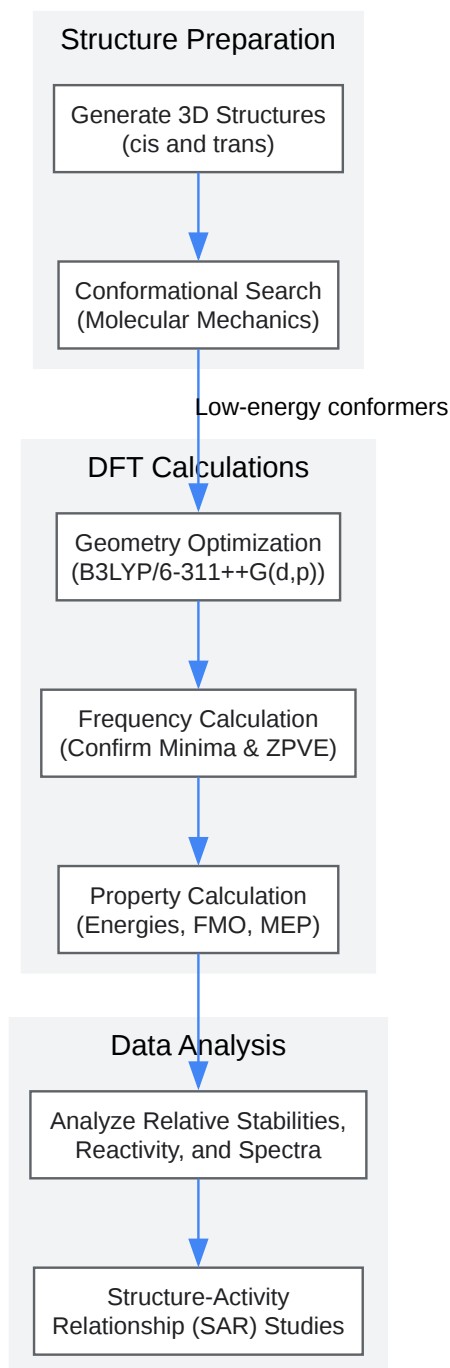 Structure Preparation
Generate 3D Structures
(cis and trans)
Conformational Search
(Molecular Mechanics)
Low-energy conformers
DFT Calculations
Geometry Optimization
(B3LYP/6-311++G(d,p))
Frequency Calculation
(Confirm Minima & ZPVE)
Property Calculation
(Energies, FMO, MEP)
Data Analysis
Analyze Relative Stabilities,
Reactivity, and Spectra
Structure-Activity
Relationship (SAR) Studies